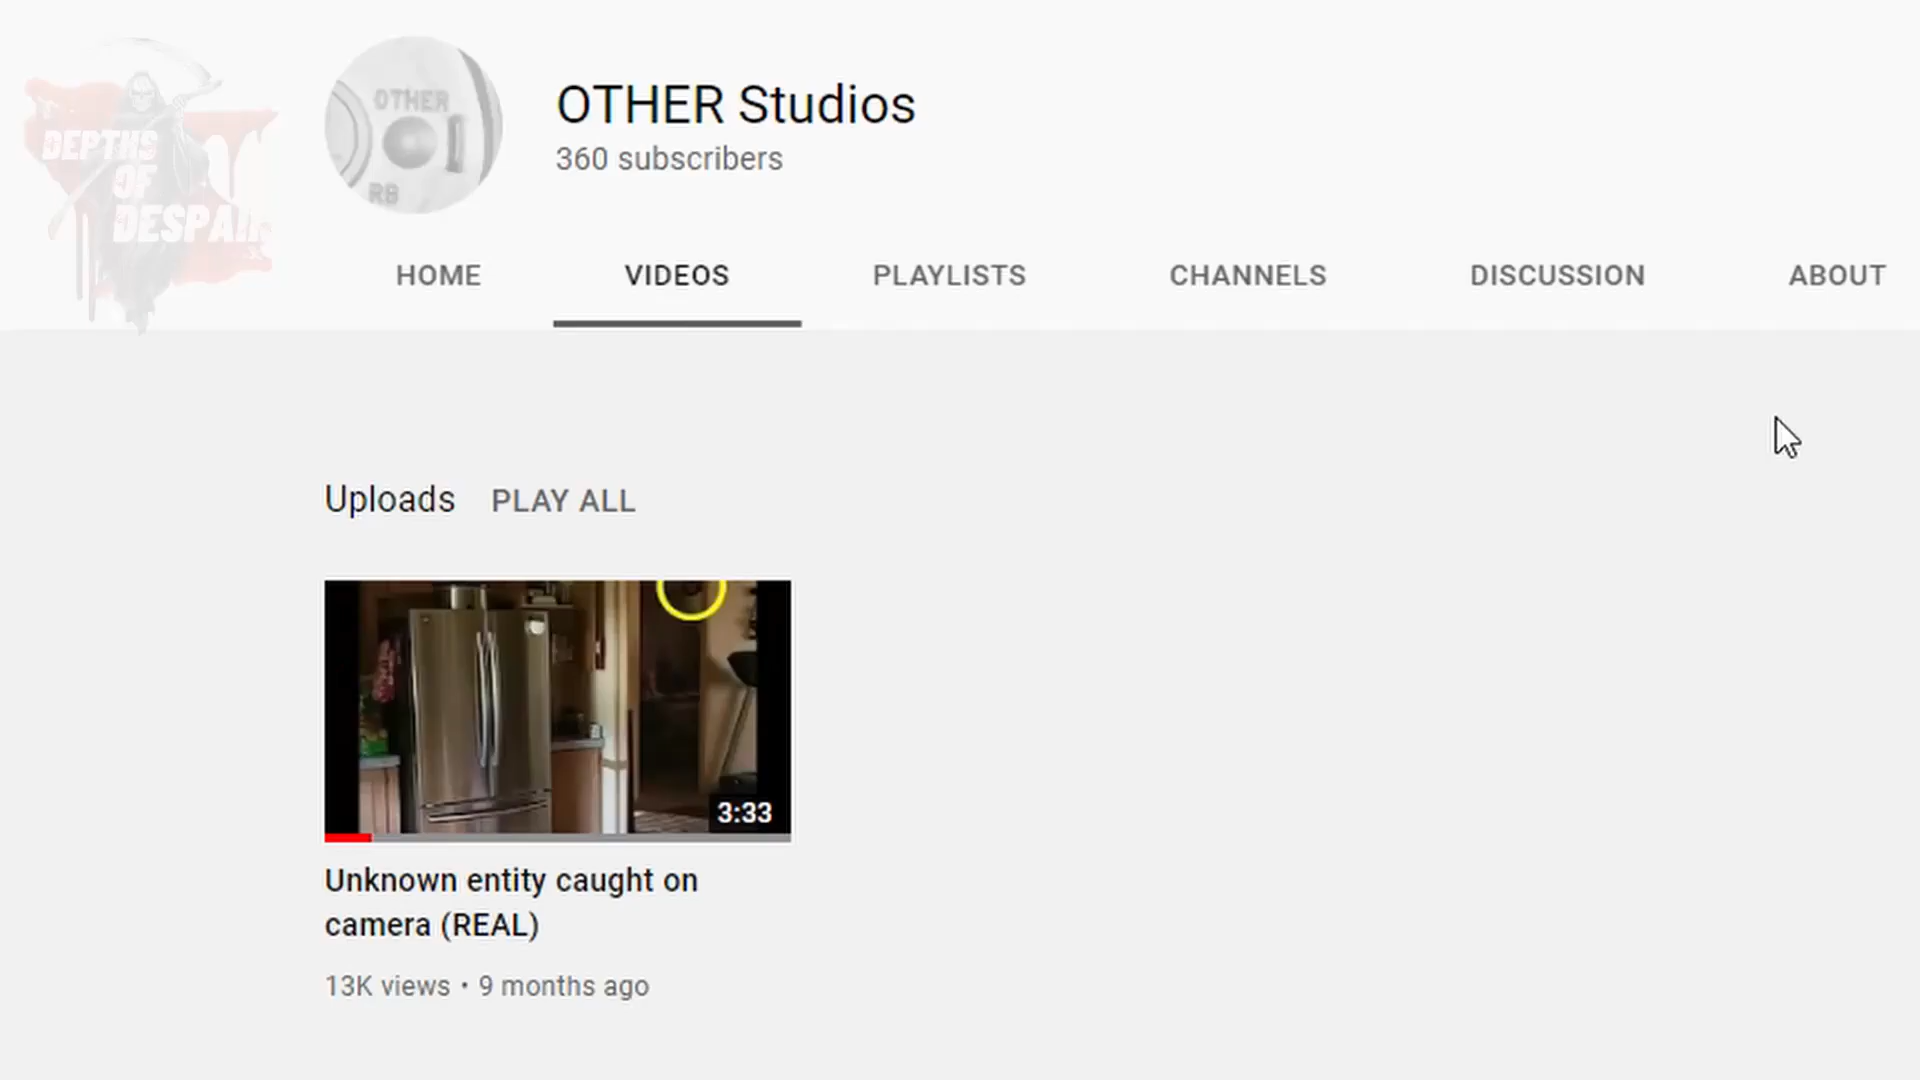 DEPTHS
OF
DESPAIR
OTHER
RB
OTHER Studios
360 subscribers
HOME
VIDEOS
PLAYLISTS
CHANNELS
DISCUSSION
ABOUT
Uploads
PLAY ALL
3:33
Unknown entity caught on
camera (REAL)
13K views • 9 months ago